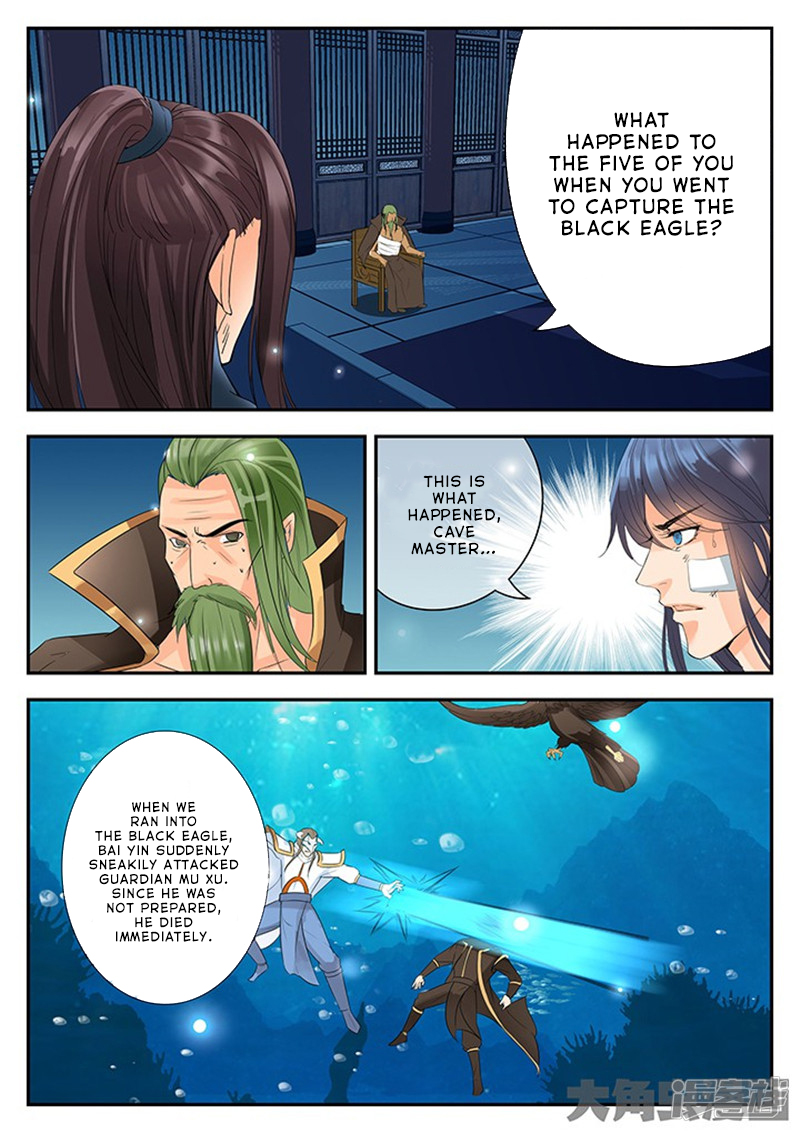 WHAT
HAPPENED TO
THE FIVE OF YOU
WHEN YOU WENT
TO CAPTURE THE
BLACK EAGLE?
THIS IS
WHAT
HAPPENED,
CAVE
MASTER...
WHEN WE
RAN INTO
THE BLACK EAGLE,
BAI YIN SUDDENLY
SNEAKILY ATTACKED
GUARDIAN MU XU.
SINCE HE WAS
NOT PREPARED,
HE DIED
IMMEDIATELY.
大角虫
漫客栈